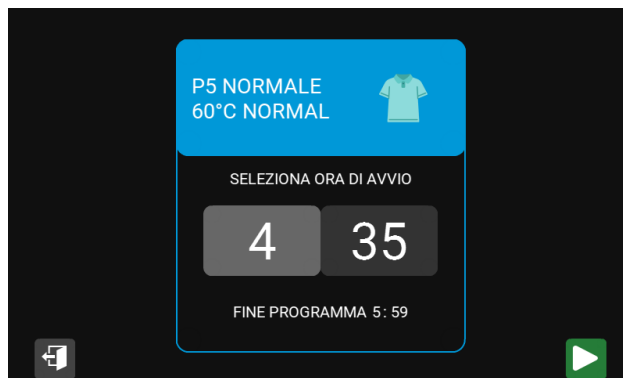 P5 NORMALE
60°C NORMAL
SELEZIONA ORA DI AVVIO
4 35
FINE PROGRAMMA 5:59